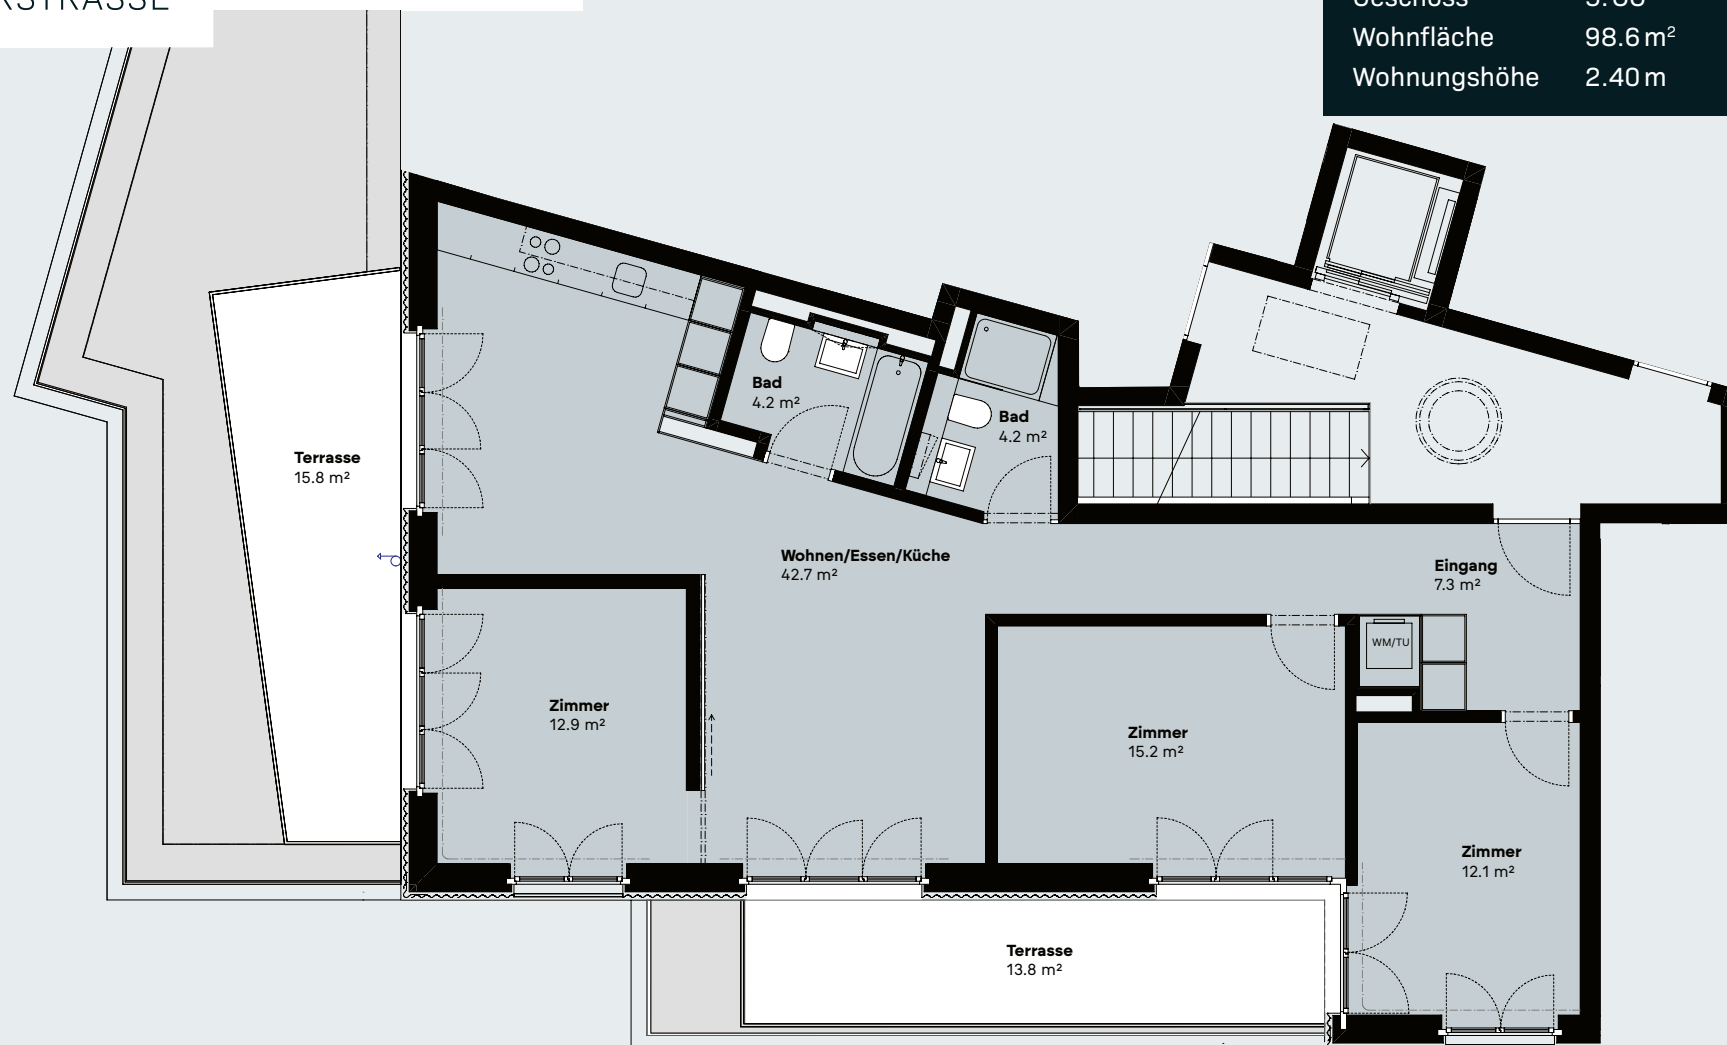 Wohnfläche 98.6 m²
Wohnungshöhe 2.40 m
Bad
4.2 m²
Bad
4.2 m²
Terrasse
15.8 m²
Wohnen/Essen/Küche
42.7 m²
Eingang
7.3 m²
WM/TU
Zimmer
12.9 m²
Zimmer
15.2 m²
Zimmer
12.1 m²
Terrasse
13.8 m²